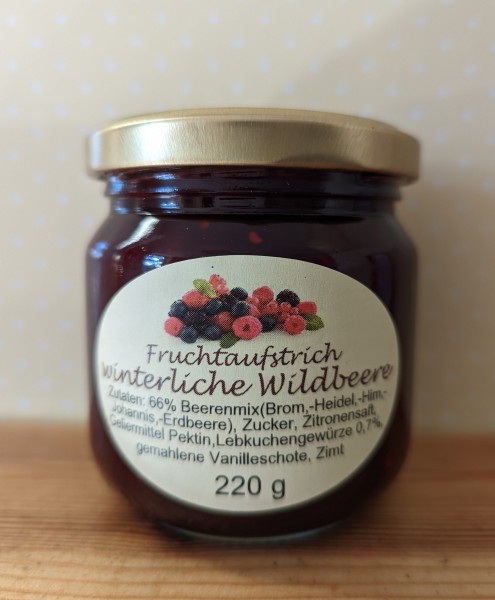 Fruchtaufstrich
winterliche Wildbeere
Zutaten: 66% Beerenmix(Brom,-Heidel,-Him,-
Johannis,-Erdbeere), Zucker, Zitronensaft,
Geliermittel Pektin,Lebkuchengewürze 0,7%,
gemahlene Vanilleschote, Zimt
220 g